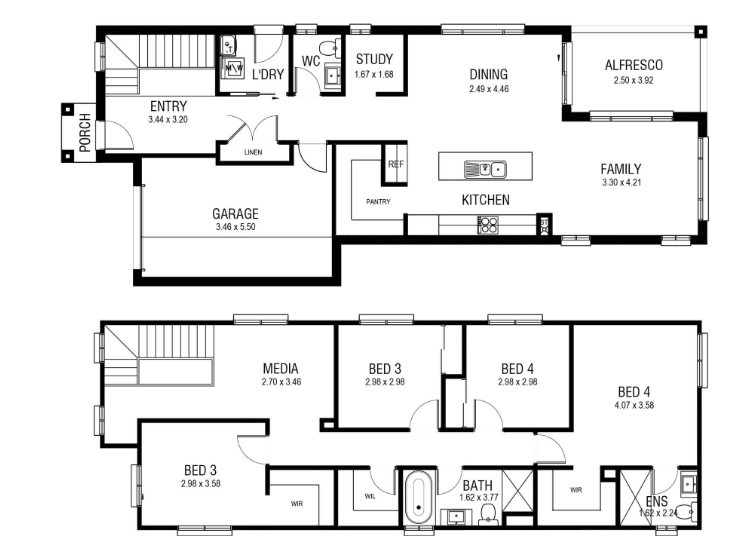 WC
STUDY
1.67 x 1.68
L'DRY
M/W
DINING
2.49 x 4.46
ALFRESCO
2.50 x 3.92
ENTRY
3.44 x 3.20
PORCH
LINEN
REF
FAMILY
3.30 x 4.21
PANTRY
KITCHEN
GARAGE
3.46 x 5.50
MEDIA
2.70 x 3.46
BED 3
2.98 x 2.98
BED 4
2.98 x 2.98
BED 4
4.07 x 3.58
BED 3
2.98 x 3.58
WIR
WIL
BATH
1.62 x 3.77
WIR
ENS
1.62 x 2.24